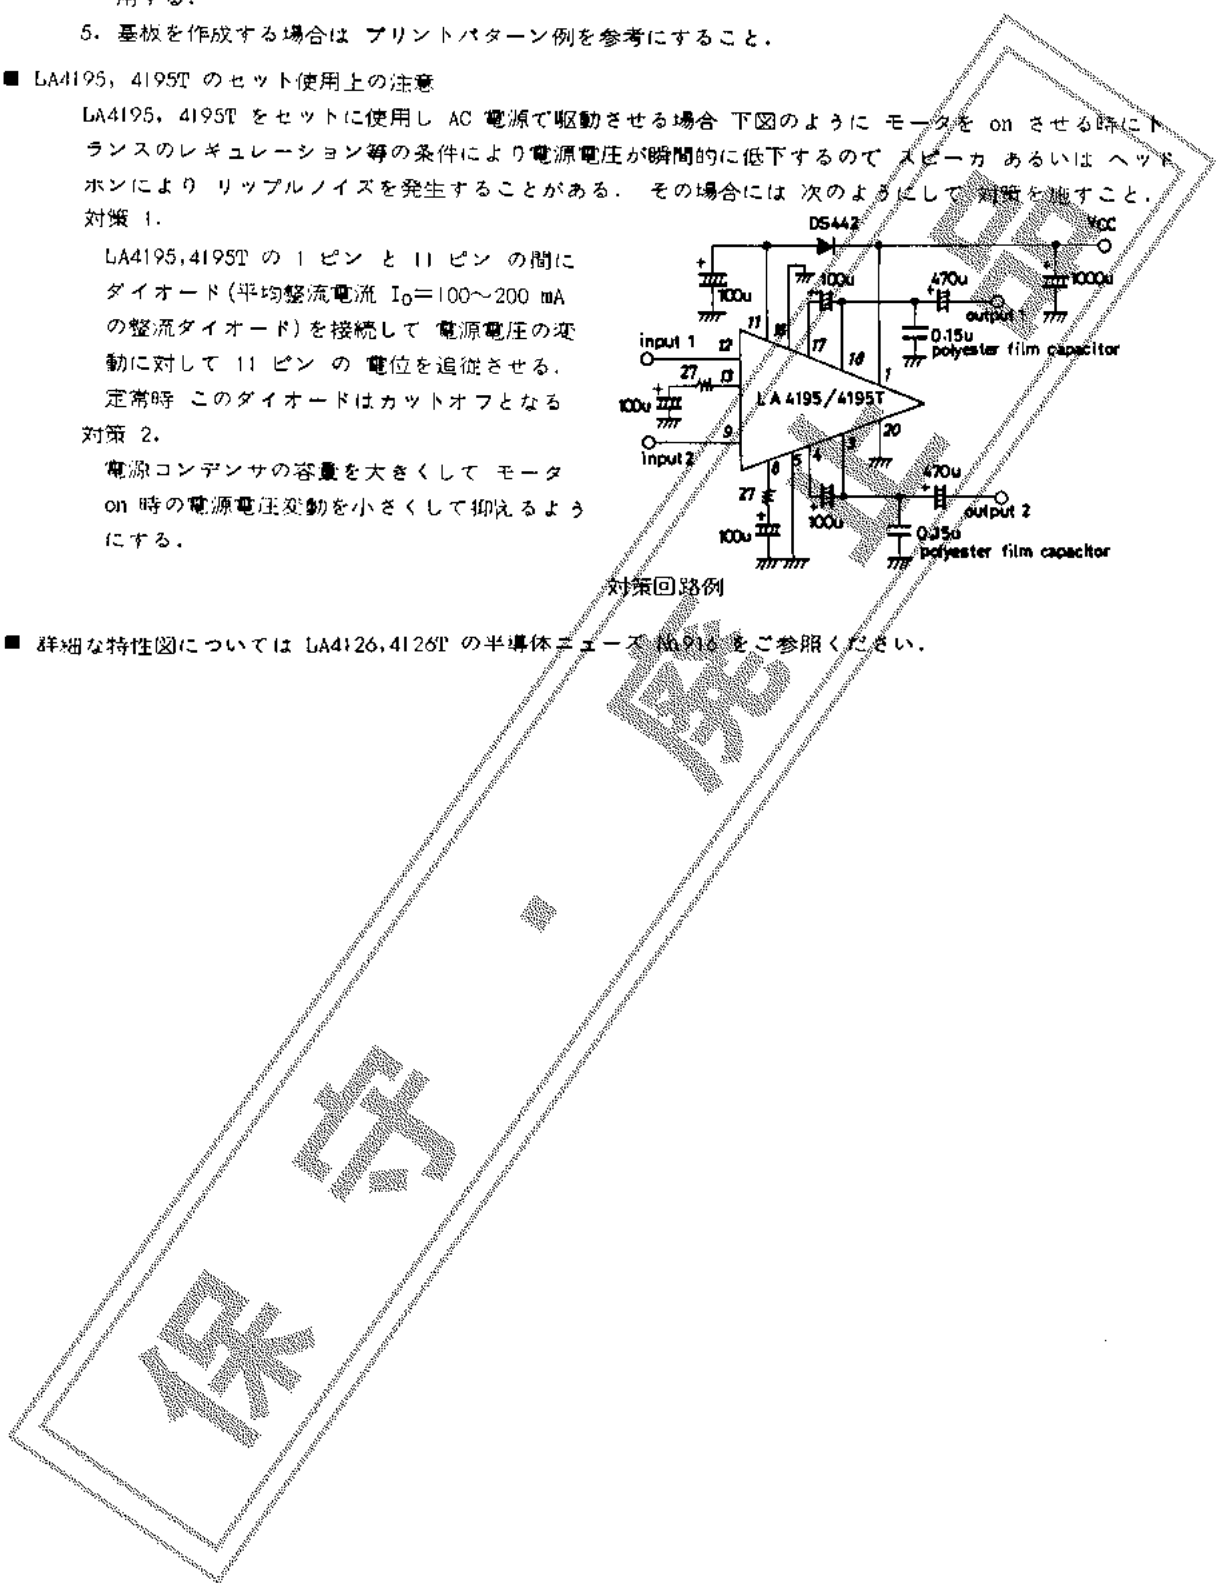 用する.
5. 基板を作成する場合は プリントパターン例を参考にすること.
■ LA4195, 4195T のセット使用上の注意
LA4195, 4195T をセットに使用し AC 電源で駆動させる場合 下図のように モータを on させる時にト
ランスのレギュレーション等の条件により電源電圧が瞬間的に低下するので スピーカ あるいは ヘッド
ホンにより リップルノイズを発生することがある. その場合には 次のようにして 対策を施すこと.
対策 1.
LA4195,4195T の 1 ピン と 11 ピン の間に
ダイオード(平均整流電流 I₀=100~200 mA
の整流ダイオード)を接続して 電源電圧の変
動に対して 11 ピン の 電位を追従させる.
定常時 このダイオードはカットオフとなる
対策 2.
電源コンデンサの容量を大きくして モータ
on 時の電源電圧変動を小さくして抑えるよう
にする.
DS442
VCC
+ 100u
100u
470u
+ 1000u
output 1
0.15u
polyester film capacitor
input 1
11
16
17
18
1
12
27
13
100u
LA4195/4195T
9
input 2
8
5
4
3
20
27
100u
100u
470u
output 2
0.15u
polyester film capacitor
対策回路例
■ 詳細な特性図については LA4126,4126T の半導体ニューズ №916 をご参照ください.
保守・廃止品